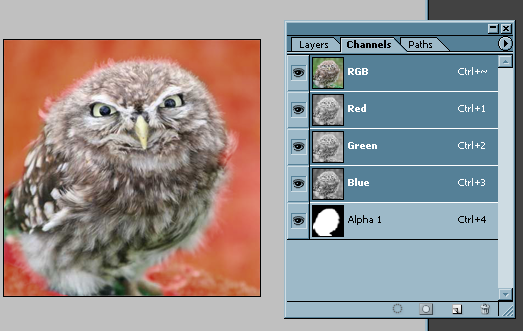 Layers Channels Paths
RGB Ctrl+~
Red Ctrl+1
Green Ctrl+2
Blue Ctrl+3
Alpha 1 Ctrl+4